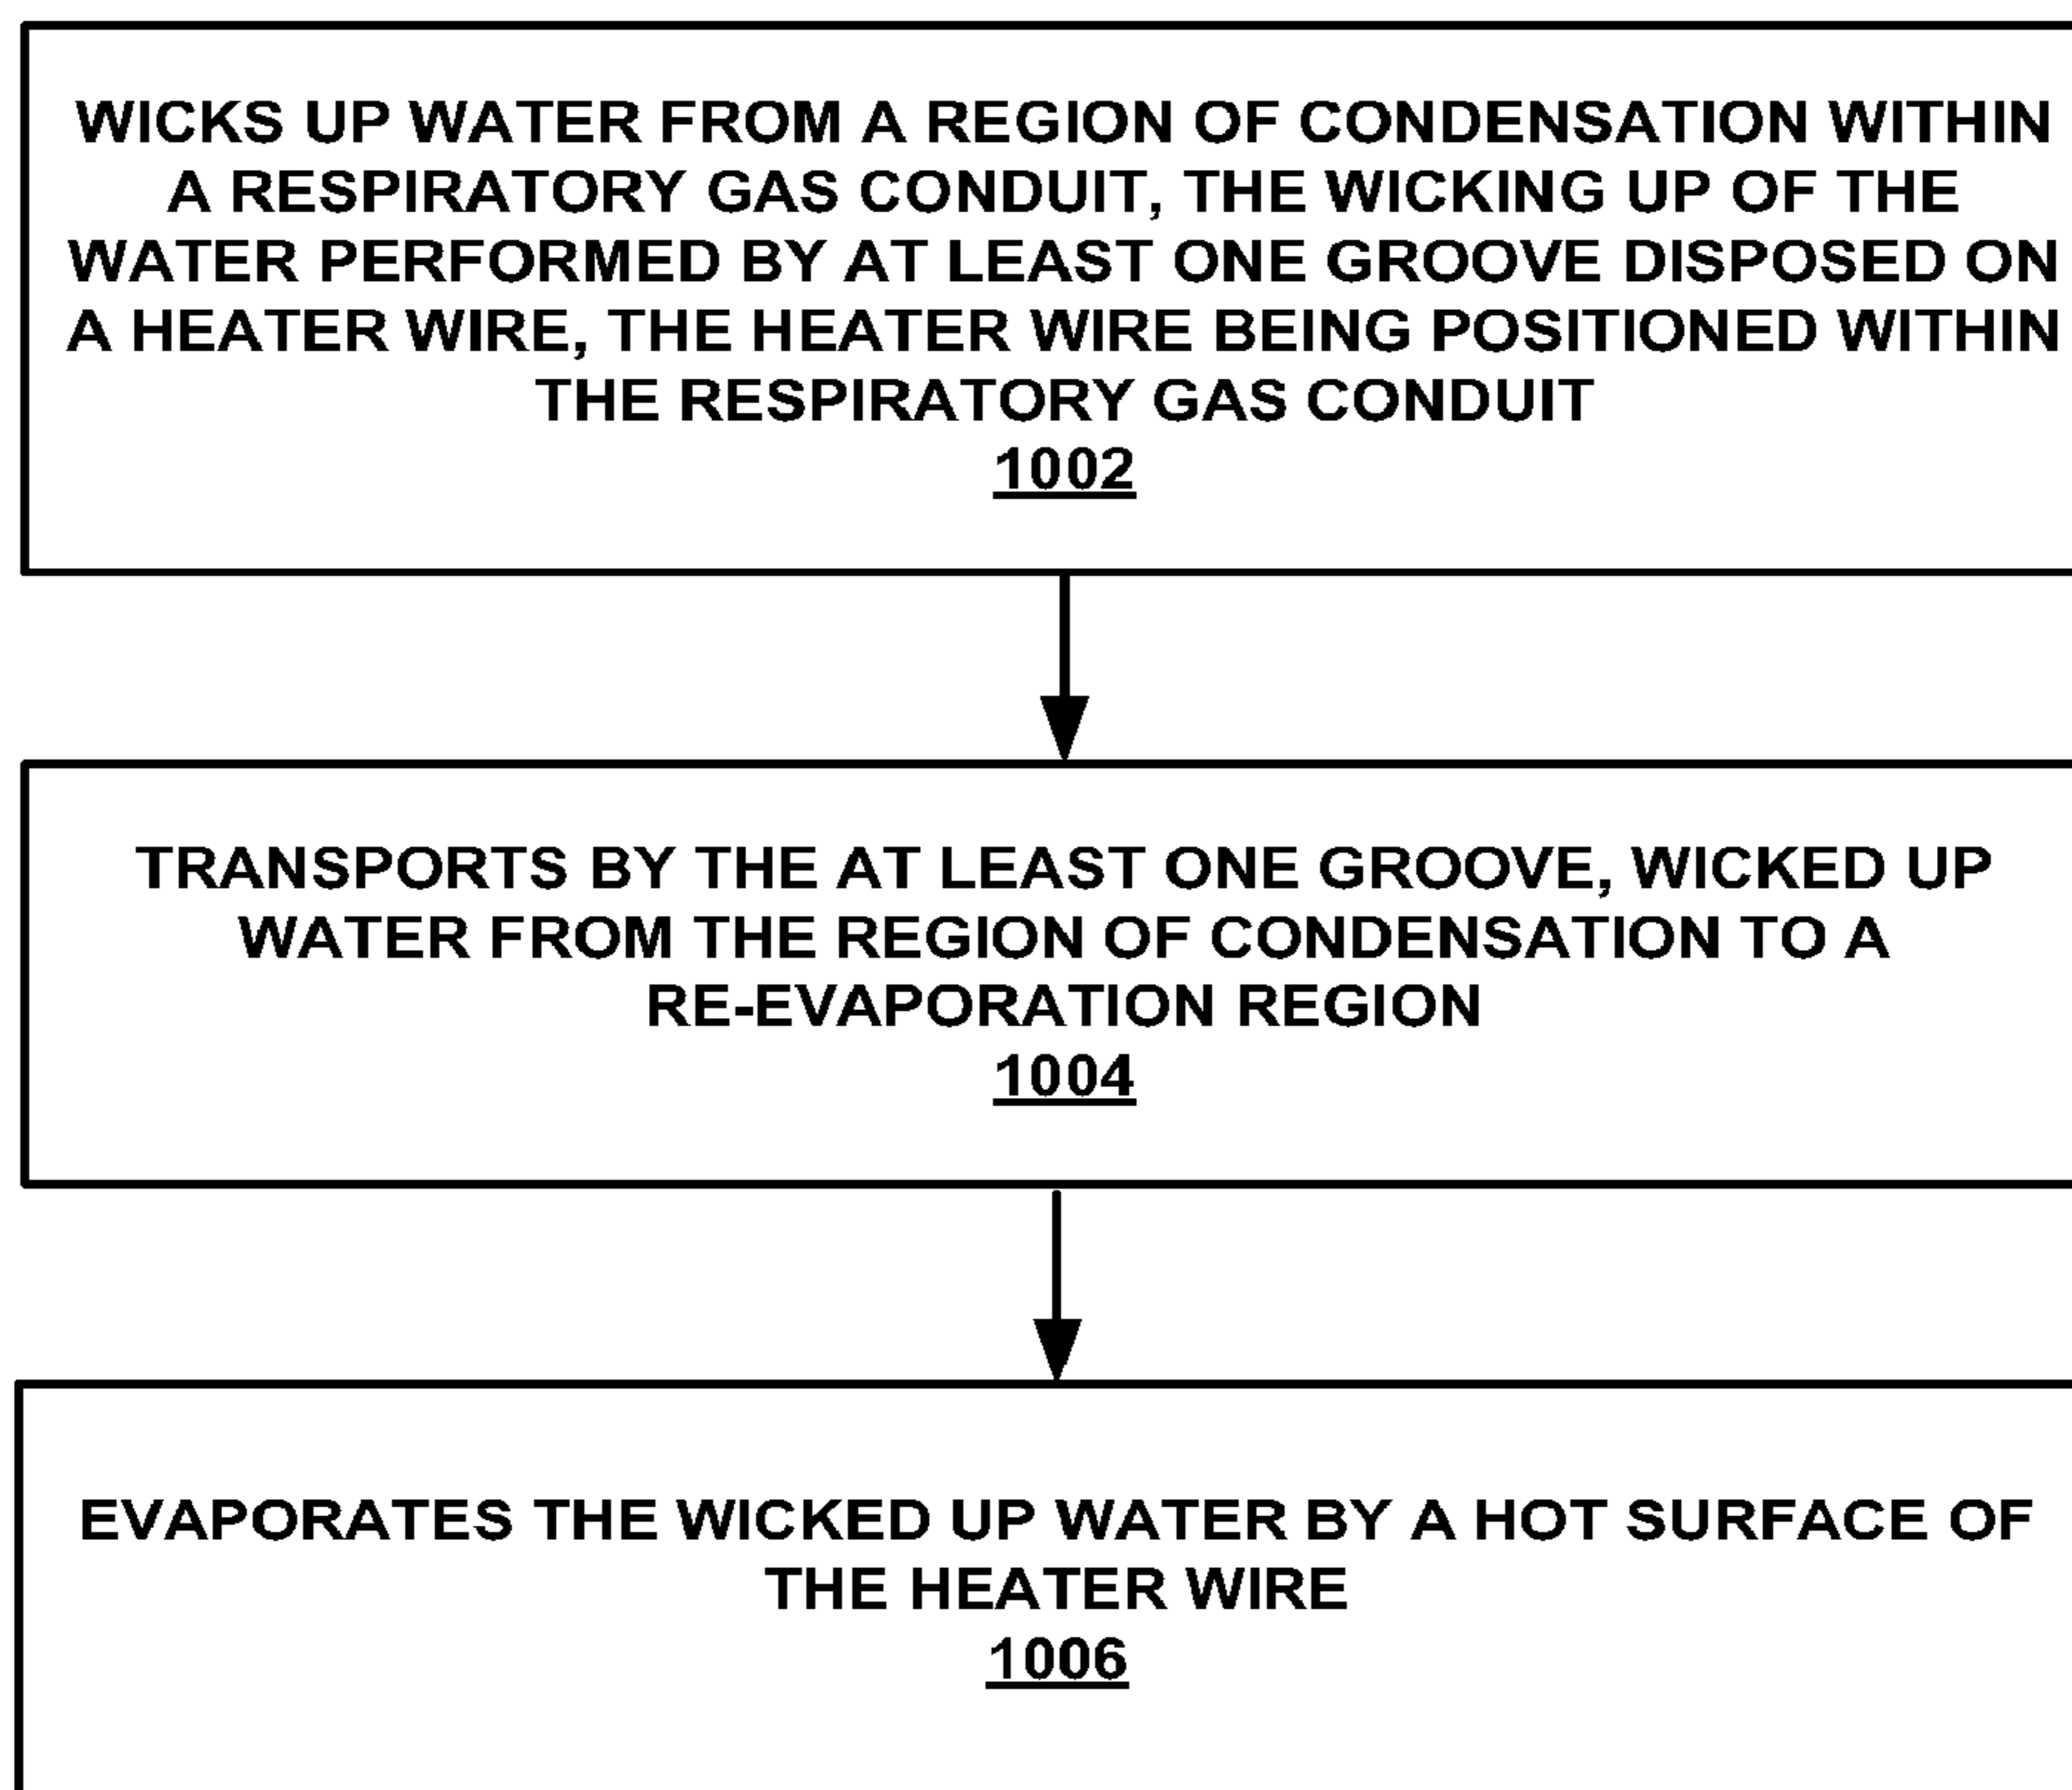 WICKS UP WATER FROM A REGION OF CONDENSATION WITHIN
A RESPIRATORY GAS CONDUIT, THE WICKING UP OF THE
WATER PERFORMED BY AT LEAST ONE GROOVE DISPOSED ON
A HEATER WIRE, THE HEATER WIRE BEING POSITIONED WITHIN
THE RESPIRATORY GAS CONDUIT
1002
TRANSPORTS BY THE AT LEAST ONE GROOVE, WICKED UP
WATER FROM THE REGION OF CONDENSATION TO A
RE-EVAPORATION REGION
1004
EVAPORATES THE WICKED UP WATER BY A HOT SURFACE OF
THE HEATER WIRE
1006